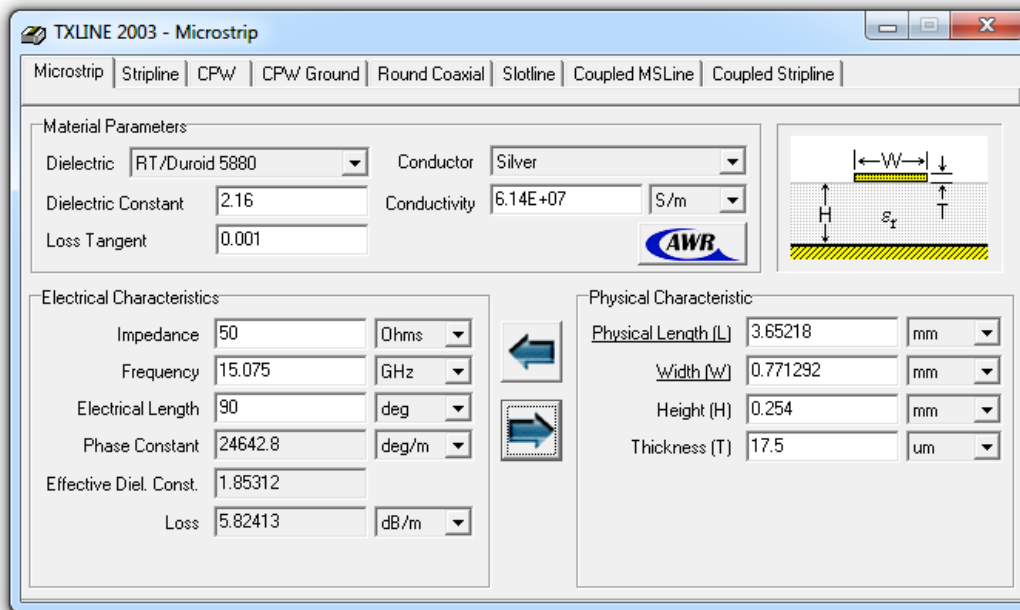 TXLINE 2003 - Microstrip
Microstrip Stripline CPW CPW Ground Round Coaxial Slotline Coupled MSLine Coupled Stripline
Material Parameters
Dielectric RT/Duroid 5880 Conductor Silver
Dielectric Constant 2.16 Conductivity 6.14E+07 S/m
Loss Tangent 0.001 AWR
W
H εr T
Electrical Characteristics
Impedance 50 Ohms
Frequency 15.075 GHz
Electrical Length 90 deg
Phase Constant 24642.8 deg/m
Effective Diel. Const. 1.85312
Loss 5.82413 dB/m
Physical Characteristic
Physical Length (L) 3.65218 mm
Width (W) 0.771292 mm
Height (H) 0.254 mm
Thickness (T) 17.5 um